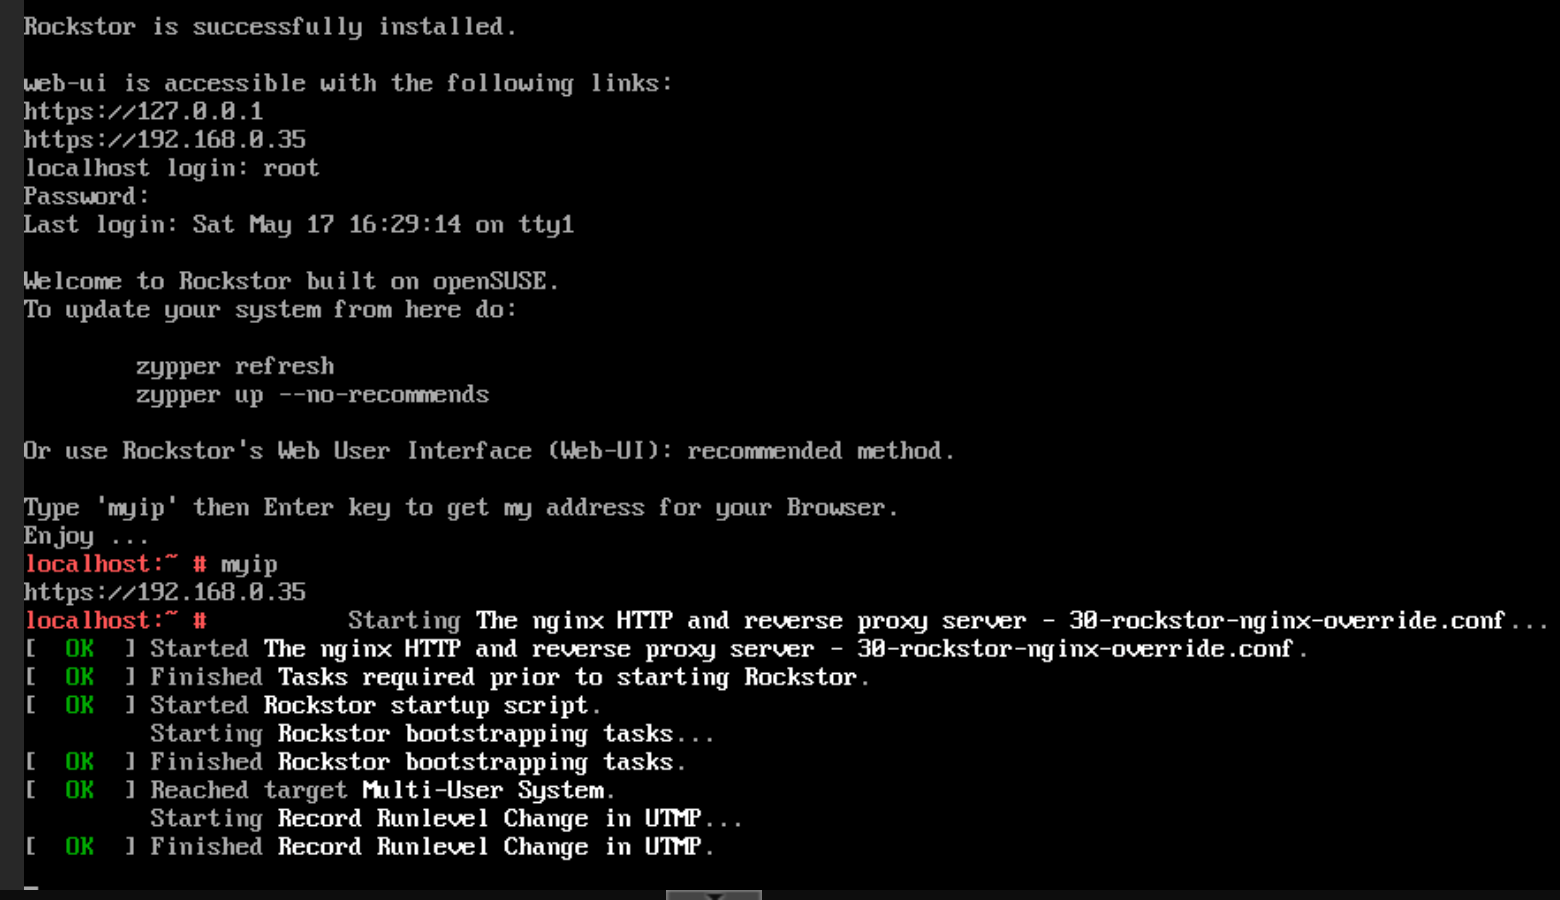 Rockstor is successfully installed.
web-ui is accessible with the following links:
https://127.0.0.1
https://192.168.0.35
localhost login: root
Password:
Last login: Sat May 17 16:29:14 on tty1
Welcome to Rockstor built on openSUSE.
To update your system from here do:
zypper refresh
zypper up --no-recommends
Or use Rockstor's Web User Interface (Web-UI): recommended method.
Type 'myip' then Enter key to get my address for your Browser.
Enjoy ...
localhost:~ # myip
https://192.168.0.35
localhost:~ #          Starting The nginx HTTP and reverse proxy server - 30-rockstor-nginx-override.conf...
[  OK  ] Started The nginx HTTP and reverse proxy server - 30-rockstor-nginx-override.conf.
[  OK  ] Finished Tasks required prior to starting Rockstor.
[  OK  ] Started Rockstor startup script.
Starting Rockstor bootstrapping tasks...
[  OK  ] Finished Rockstor bootstrapping tasks.
[  OK  ] Reached target Multi-User System.
Starting Record Runlevel Change in UTMP...
[  OK  ] Finished Record Runlevel Change in UTMP.